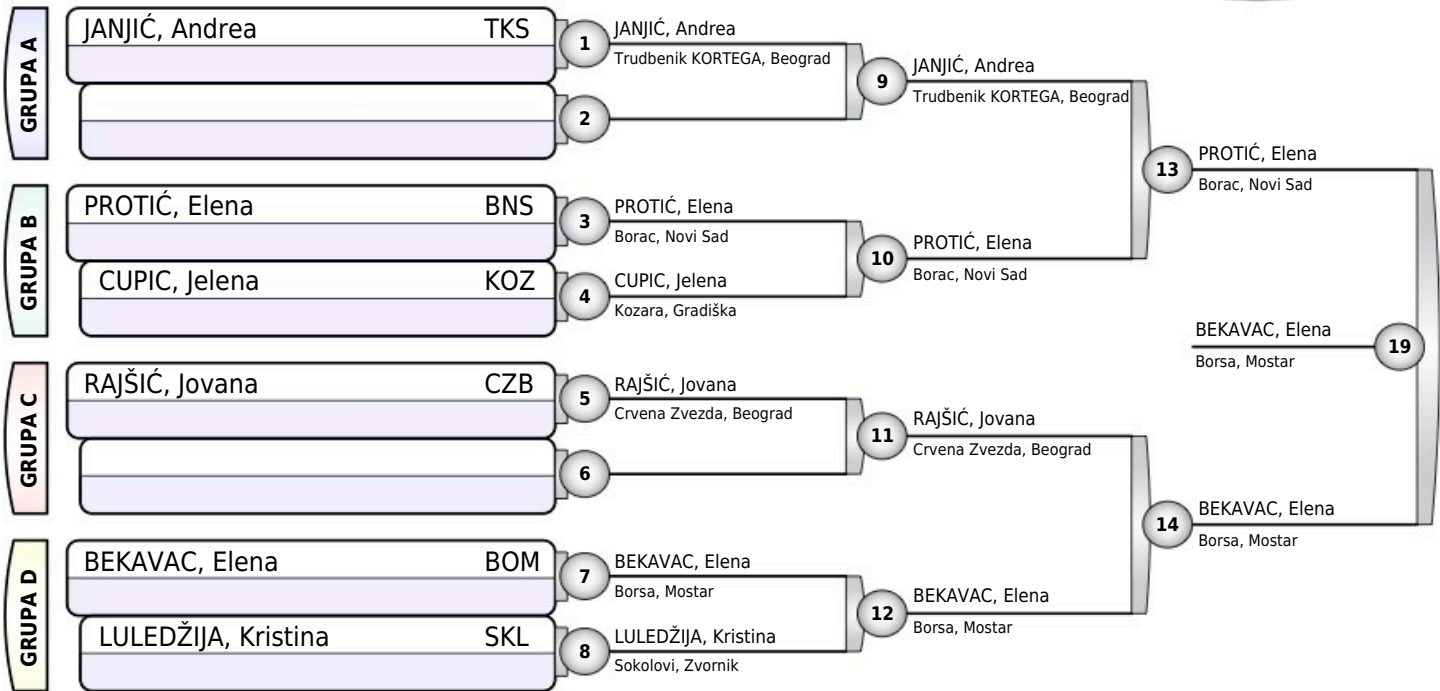 GRUPA A
JANJIĆ, Andrea TKS
1
2
GRUPA B
PROTIĆ, Elena BNS
CUPIC, Jelena KOZ
3
4
GRUPA C
RAJŠIĆ, Jovana CZB
5
6
GRUPA D
BEKAVAC, Elena BOM
LULEDŽIJA, Kristina SKL
7
8
JANJIĆ, Andrea
Trudbenik KORTEGA, Beograd
PROTIĆ, Elena
Borac, Novi Sad
CUPIC, Jelena
Kozara, Gradiška
RAJŠIĆ, Jovana
Crvena Zvezda, Beograd
BEKAVAC, Elena
Borsa, Mostar
LULEDŽIJA, Kristina
Sokolovi, Zvornik
9
JANJIĆ, Andrea
Trudbenik KORTEGA, Beograd
10
PROTIĆ, Elena
Borac, Novi Sad
11
RAJŠIĆ, Jovana
Crvena Zvezda, Beograd
12
BEKAVAC, Elena
Borsa, Mostar
13
PROTIĆ, Elena
Borac, Novi Sad
14
BEKAVAC, Elena
Borsa, Mostar
BEKAVAC, Elena
Borsa, Mostar
19